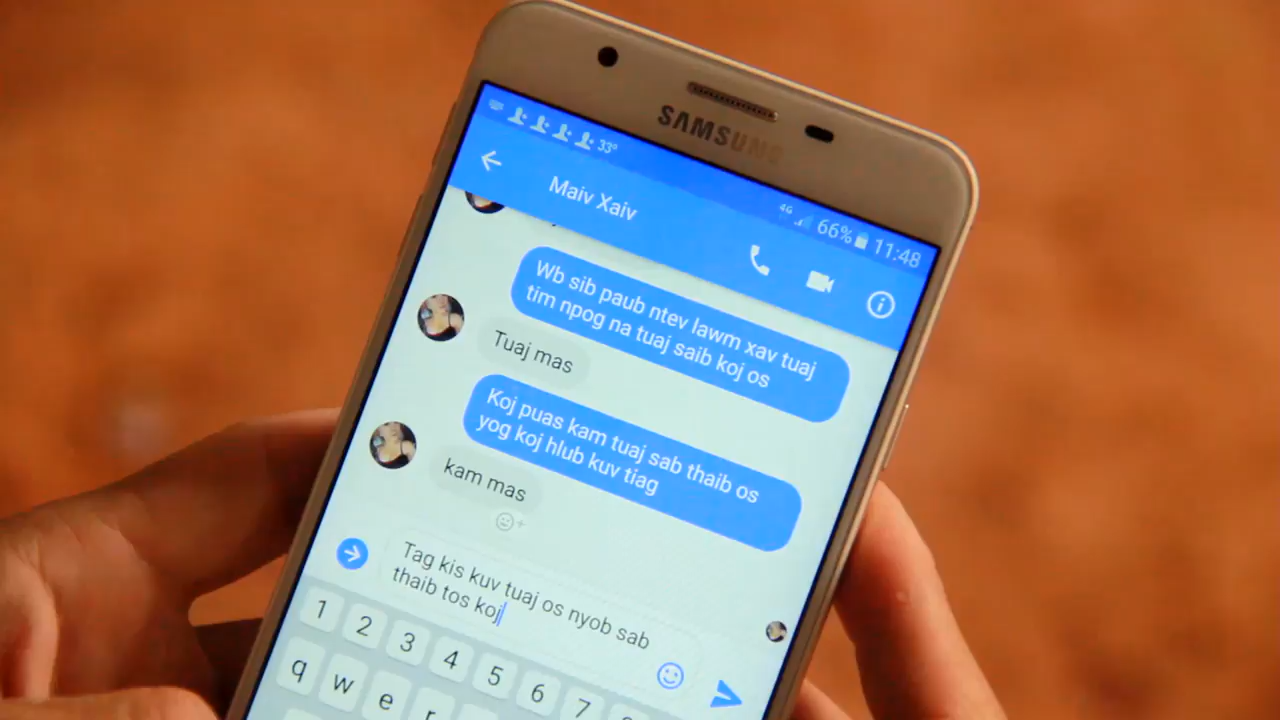 SAMSUNG
33°
4G 66% 11:48
Maiv Xaiv
Wb sib paub ntev lawm xav tuaj
tim npog na tuaj saib koj os
Tuaj mas
Koj puas kam tuaj sab thaib os
yog koj hlub kuv tiag
kam mas
Tag kis kuv tuaj os nyob sab
thaib tos koj
1 2 3 4 5 6 7
q w e r